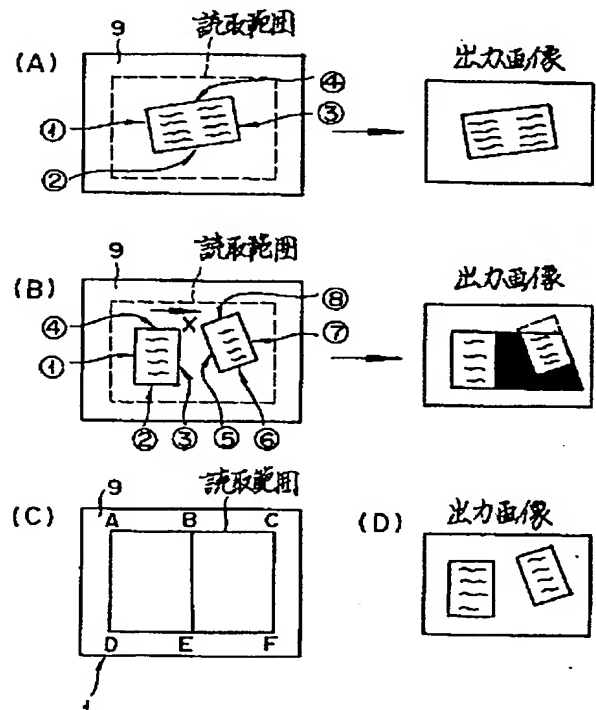 9 読取範囲
(A) 出力画像
④
① ③
②
9 読取範囲
(B) 出力画像
⑧
X
④
① ⑦
② ③ ⑤ ⑥
9 読取範囲
(C) (D) 出力画像
A B C
D E F